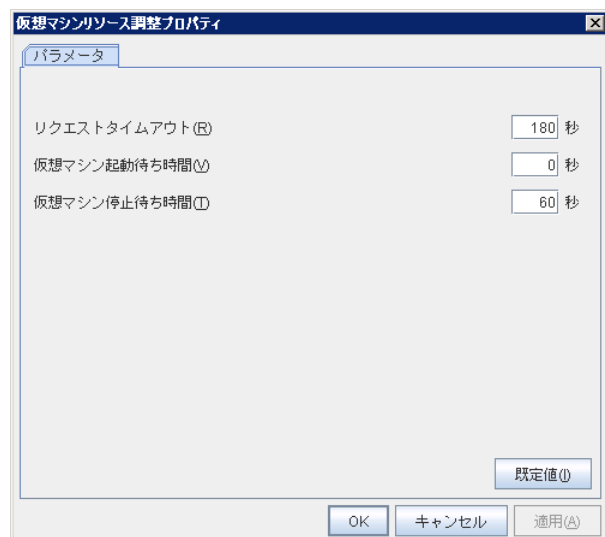 仮想マシンリソース調整プロパティ
パラメータ
リクエストタイムアウト(R) 180 秒
仮想マシン起動待ち時間(V) 0 秒
仮想マシン停止待ち時間(T) 60 秒
既定値(I)
OK キャンセル 適用(A)